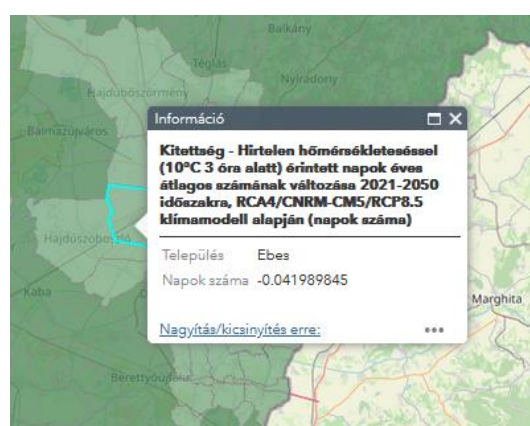 Balkány
Téglás
Nyíradony
Hajdúböszörmény
Balmazújváros
Információ
Kitettség - Hirtelen hőmérsékleteséssel
(10°C 3 óra alatt) érintett napok éves
átlagos számának változása 2021-2050
időszakra, RCA4/CNRM-CM5/RCP8.5
klímamodell alapján (napok száma)
Település Ebes
Napok száma -0.041989845
Hajdúszoboszló
Kaba
Marghita
Nagyítás/kicsinyítés erre:
Berettyóújfalu